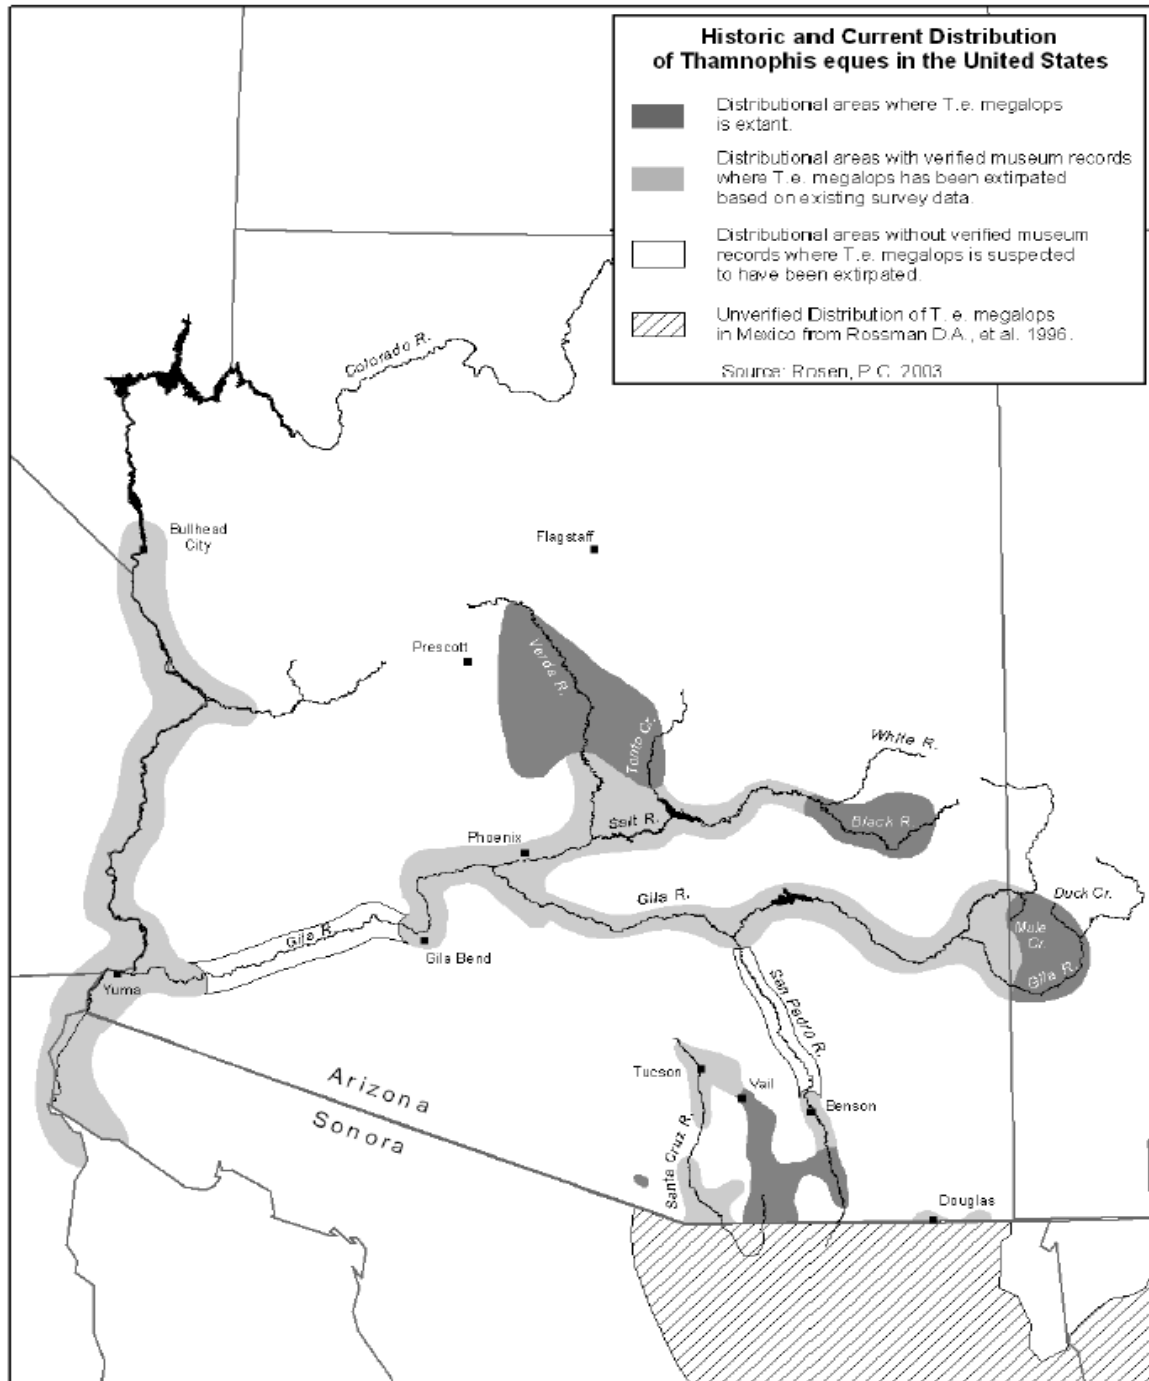 Historic and Current Distribution
of Thamnophis eques in the United States
Distributional areas where T.e. megalops
is extant.
Distributional areas with verified museum records
where T.e. megalops has been extirpated
based on existing survey data.
Distributional areas without verified museum
records where T.e. megalops is suspected
to have been extirpated.
Unverified Distribution of T. e. megalops
in Mexico from Rossman D.A., et al. 1996.
Source: Rosen, P.C. 2003
Colorado R.
Bullhead
City
Flagstaff
Prescott
Verde R.
Tonto Cr.
White R.
Black R.
Salt R.
Phoenix
Gila R.
Duck Cr.
Mule
Cr.
Gila R.
Gila R.
Gila Bend
Yuma
San Pedro R.
Tucson
Vail
Benson
Arizona
Sonora
Santa Cruz R.
Douglas